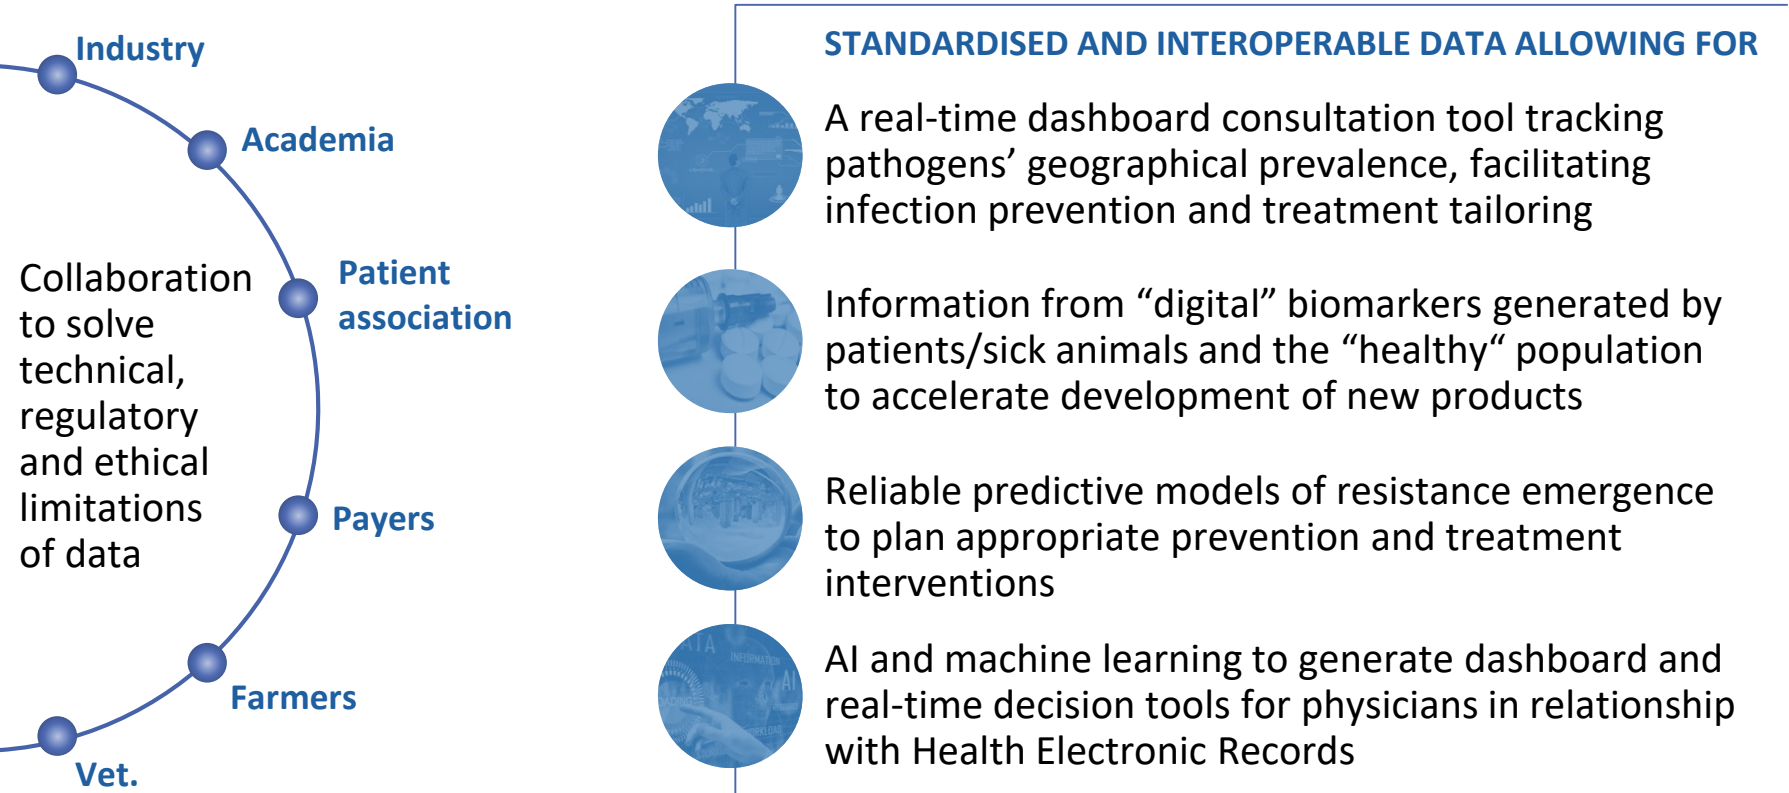 Industry
Academia
Patient
association
Payers
Farmers
Vet.
Collaboration
to solve
technical,
regulatory
and ethical
limitations
of data
STANDARDISED AND INTEROPERABLE DATA ALLOWING FOR
A real-time dashboard consultation tool tracking
pathogens’ geographical prevalence, facilitating
infection prevention and treatment tailoring
Information from “digital” biomarkers generated by
patients/sick animals and the “healthy“ population
to accelerate development of new products
Reliable predictive models of resistance emergence
to plan appropriate prevention and treatment
interventions
AI and machine learning to generate dashboard and
real-time decision tools for physicians in relationship
with Health Electronic Records
INFORMATION
AI